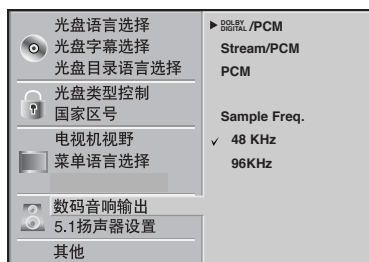 光盘语言选择
光盘字幕选择
光盘目录语言选择
光盘类型控制
国家区号
电视机视野
菜单语言选择
数码音响输出
5.1扬声器设置
其他
DOLBY DIGITAL /PCM
Stream/PCM
PCM
Sample Freq.
48 KHz
96KHz